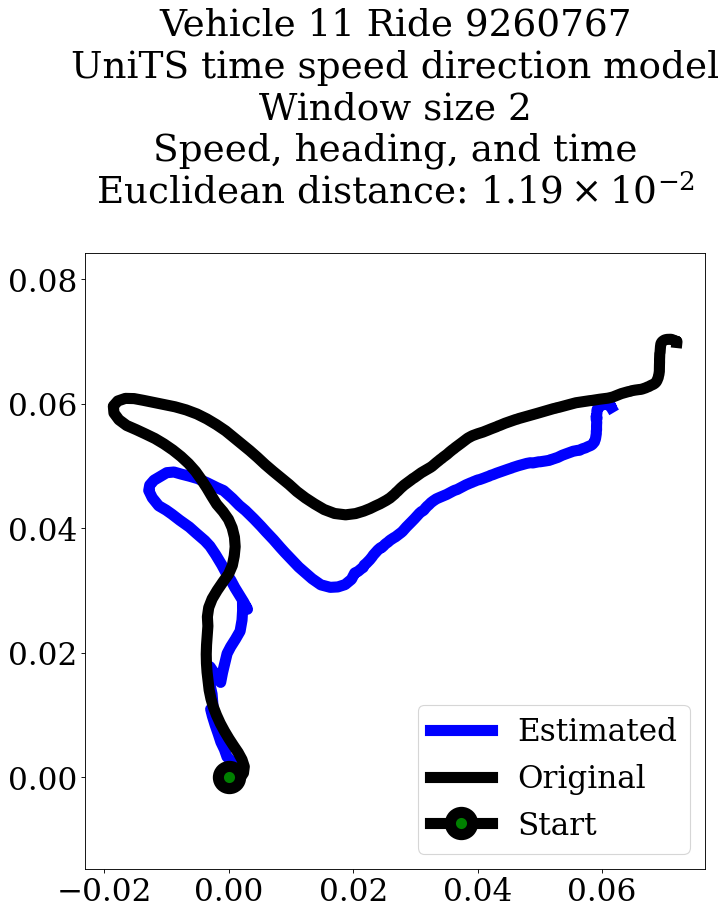 Vehicle 11 Ride 9260767
UniTS time speed direction model
Window size 2
Speed, heading, and time
Euclidean distance: 1.19 × 10⁻²
0.08
0.06
0.04
0.02
0.00
Estimated
Original
Start
−0.02 0.00 0.02 0.04 0.06